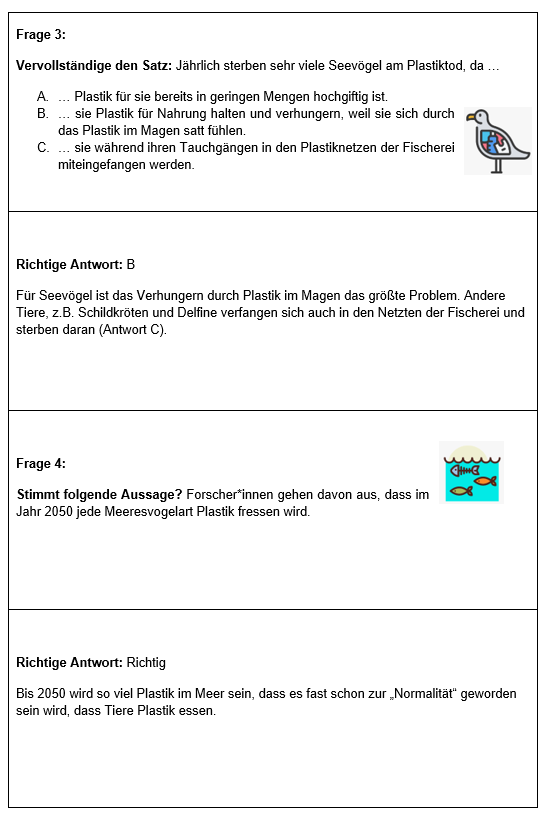 Frage 3:
Vervollständige den Satz: Jährlich sterben sehr viele Seevögel am Plastiktod, da …
A. … Plastik für sie bereits in geringen Mengen hochgiftig ist.
B. … sie Plastik für Nahrung halten und verhungern, weil sie sich durch
das Plastik im Magen satt fühlen.
C. … sie während ihren Tauchgängen in den Plastiknetzen der Fischerei
miteingefangen werden.
Richtige Antwort: B
Für Seevögel ist das Verhungern durch Plastik im Magen das größte Problem. Andere
Tiere, z.B. Schildkröten und Delfine verfangen sich auch in den Netzten der Fischerei und
sterben daran (Antwort C).
Frage 4:
Stimmt folgende Aussage? Forscher*innen gehen davon aus, dass im
Jahr 2050 jede Meeresvogelart Plastik fressen wird.
Richtige Antwort: Richtig
Bis 2050 wird so viel Plastik im Meer sein, dass es fast schon zur „Normalität“ geworden
sein wird, dass Tiere Plastik essen.